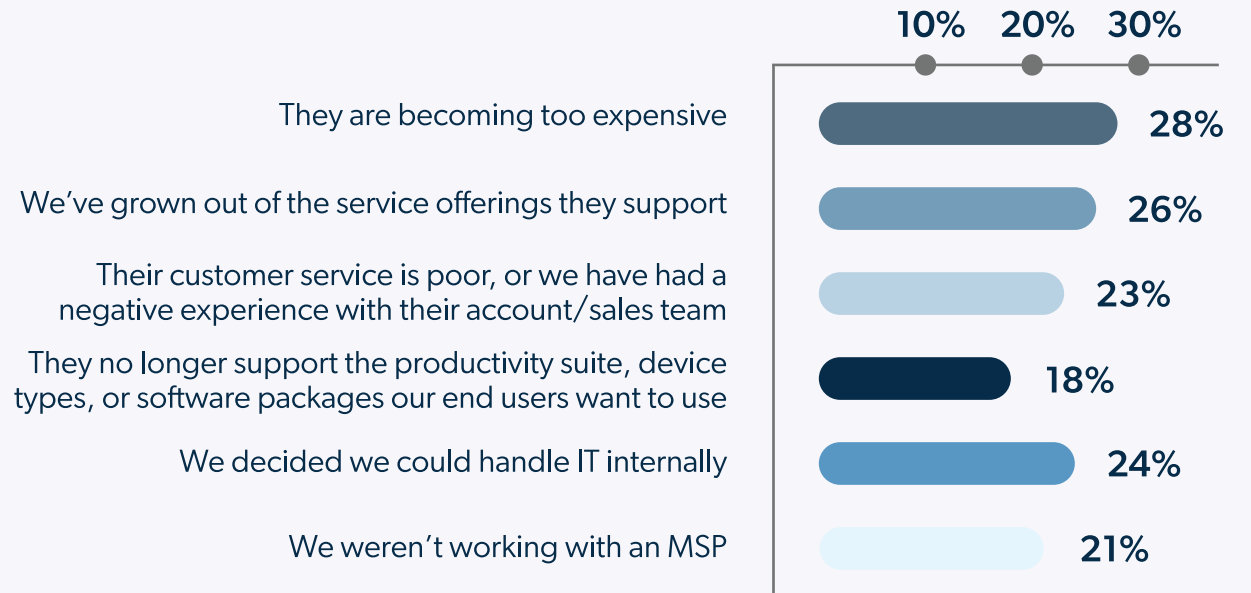 10% 20% 30%
They are becoming too expensive 28%
We’ve grown out of the service offerings they support 26%
Their customer service is poor, or we have had a
negative experience with their account/sales team 23%
They no longer support the productivity suite, device
types, or software packages our end users want to use 18%
We decided we could handle IT internally 24%
We weren’t working with an MSP 21%